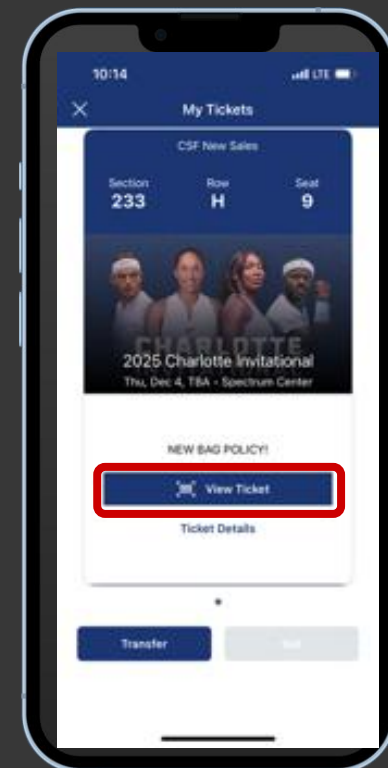 10:14
LTE
My Tickets
CSF New Sales
Section Row Seat
233 H 9
CHARLOTTE
2025 Charlotte Invitational
Thu, Dec 4, TBA - Spectrum Center
NEW BAG POLICY!
View Ticket
Ticket Details
Transfer